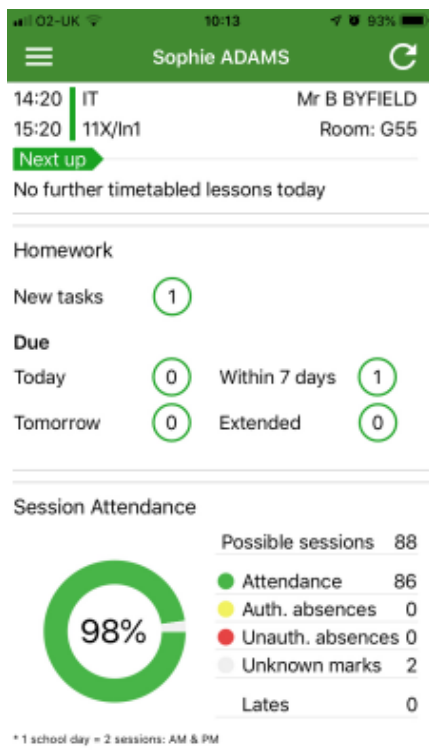 O2-UK 10:13 93%
Sophie ADAMS
14:20 IT Mr B BYFIELD
15:20 11X/In1 Room: G55
Next up
No further timetabled lessons today
Homework
New tasks 1
Due
Today 0 Within 7 days 1
Tomorrow 0 Extended 0
Session Attendance
Possible sessions 88
Attendance 86
Auth. absences 0
98%
Unauth. absences 0
Unknown marks 2
Lates 0
* 1 school day = 2 sessions: AM & PM